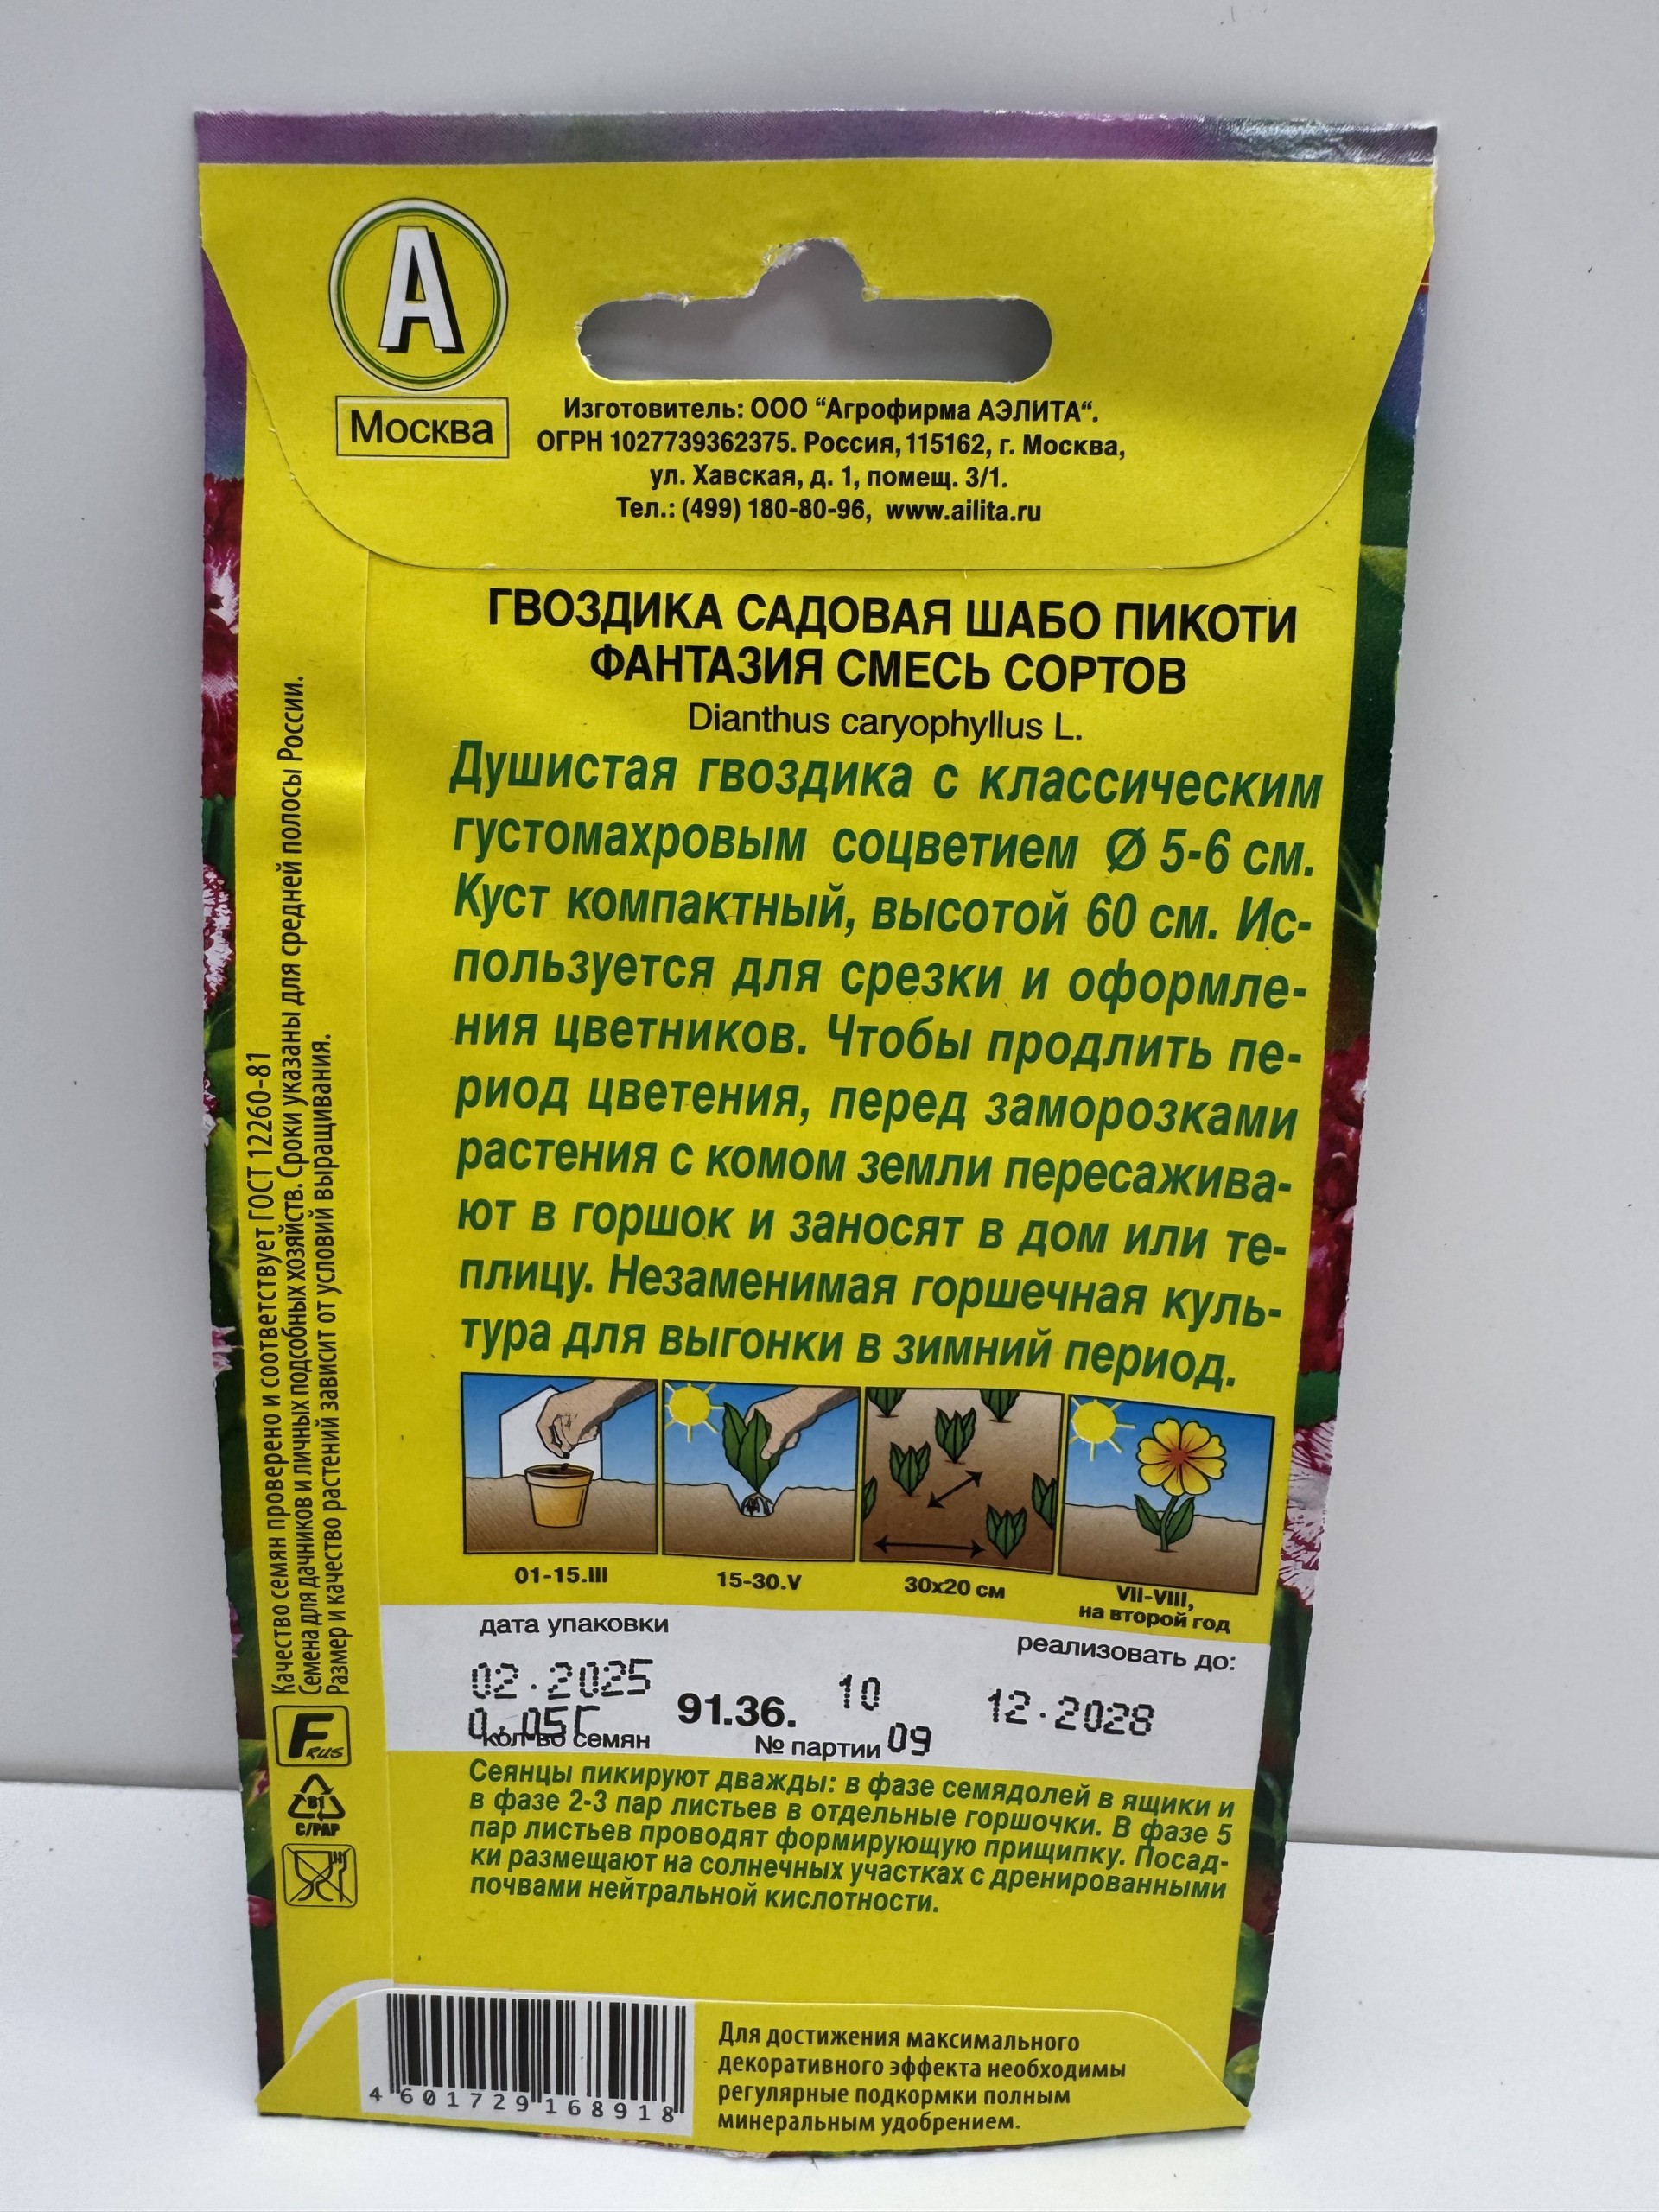 А
Москва
Изготовитель: ООО “Агрофирма АЭЛИТА“.
ОГРН 1027739362375. Россия, 115162, г. Москва,
ул. Хавская, д. 1, помещ. 3/1.
Тел.: (499) 180-80-96, www.ailita.ru
ГВОЗДИКА САДОВАЯ ШАБО ПИКОТИ
ФАНТАЗИЯ СМЕСЬ СОРТОВ
Dianthus caryophyllus L.
Душистая гвоздика с классическим
густомахровым соцветием Ø 5-6 см.
Куст компактный, высотой 60 см. Ис-
пользуется для срезки и оформле-
ния цветников. Чтобы продлить пе-
риод цветения, перед заморозками
растения с комом земли пересажива-
ют в горшок и заносят в дом или те-
плицу. Незаменимая горшечная куль-
тура для выгонки в зимний период.
01-15.III
15-30.V
30х20 см
VII-VIII,
на второй год
дата упаковки
реализовать до:
02.2025
91.36.
10
12.2028
0,05Г
кол-во семян
№ партии 09
Сеянцы пикируют дважды: в фазе семядолей в ящики и
в фазе 2-3 пар листьев в отдельные горшочки. В фазе 5
пар листьев проводят формирующую прищипку. Посад-
ки размещают на солнечных участках с дренированными
почвами нейтральной кислотности.
Качество семян проверено и соответствует ГОСТ 12260-81
Семена для дачников и личных подсобных хозяйств. Сроки указаны для средней полосы России.
Размер и качество растений зависит от условий выращивания.
F RUS
81
C/PAP
4 601729 168918
Для достижения максимального
декоративного эффекта необходимы
регулярные подкормки полным
минеральным удобрением.